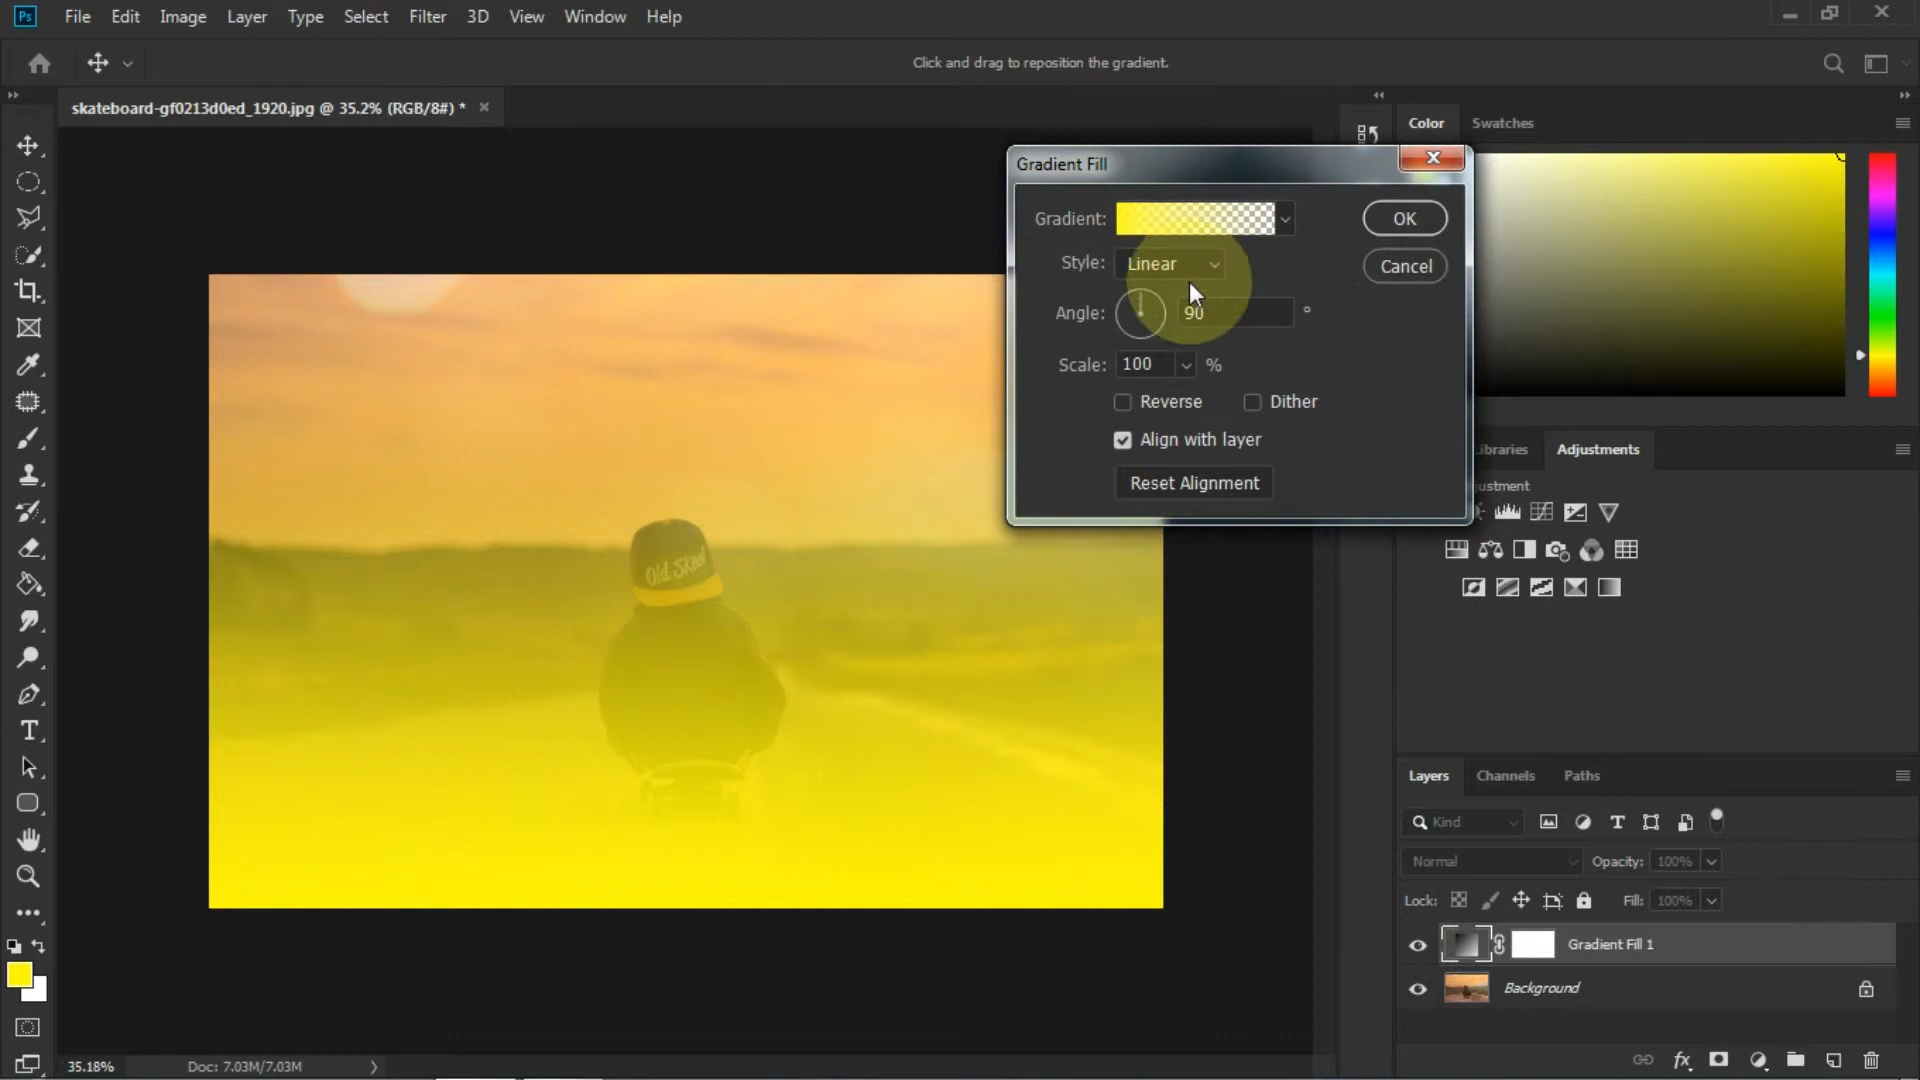 Ps File Edit Image Layer Type Select Filter 3D View Window Help
Click and drag to reposition the gradient.
skateboard-gf0213d0ed_1920.jpg @ 35.2% (RGB/8#) *
Color Swatches
Gradient Fill
Gradient: OK
Style: Linear Cancel
Angle: 90 °
Scale: 100 %
Reverse Dither
Align with layer
Reset Alignment
ibraries Adjustments
justment
Old Skool
Layers Channels Paths
Kind
Normal Opacity: 100%
Lock: Fill: 100%
Gradient Fill 1
Background
fx
35.18% Doc: 7.03M/7.03M